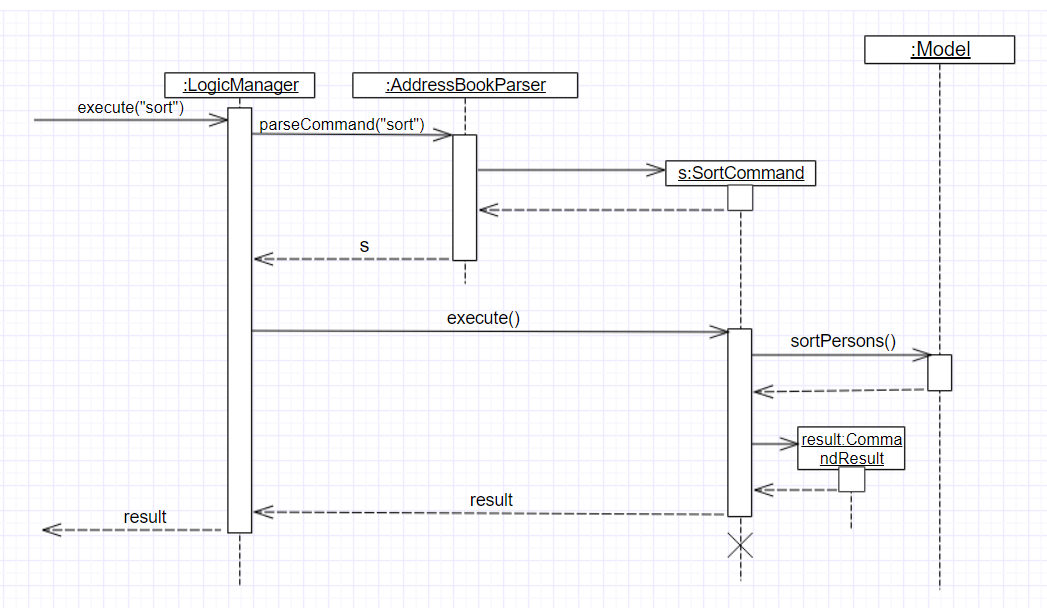 :Model
:LogicManager
:AddressBookParser
execute("sort")
parseCommand("sort")
s:SortCommand
s
execute()
sortPersons()
result:Comma
ndResult
result
result